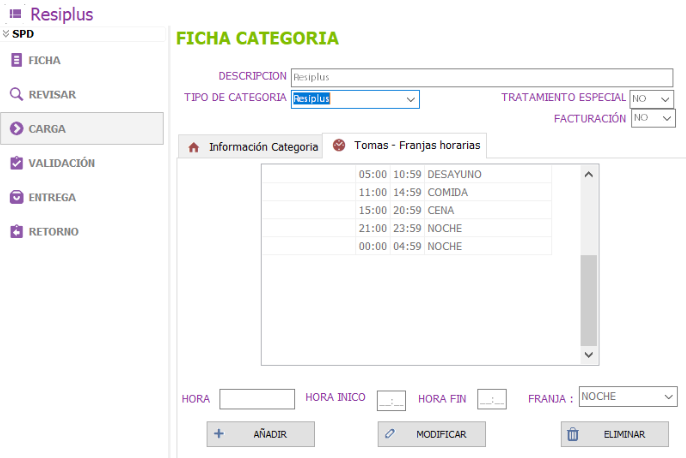 Resiplus
SPD
FICHA
REVISAR
CARGA
VALIDACIÓN
ENTREGA
RETORNO
FICHA CATEGORIA
DESCRIPCION Resiplus
TIPO DE CATEGORIA Resiplus TRATAMIENTO ESPECIAL NO
FACTURACIÓN NO
Información Categoria Tomas - Franjas horarias
05:00 10:59 DESAYUNO
11:00 14:59 COMIDA
15:00 20:59 CENA
21:00 23:59 NOCHE
00:00 04:59 NOCHE
HORA HORA INICO __:__ HORA FIN __:__ FRANJA : NOCHE
AÑADIR MODIFICAR ELIMINAR